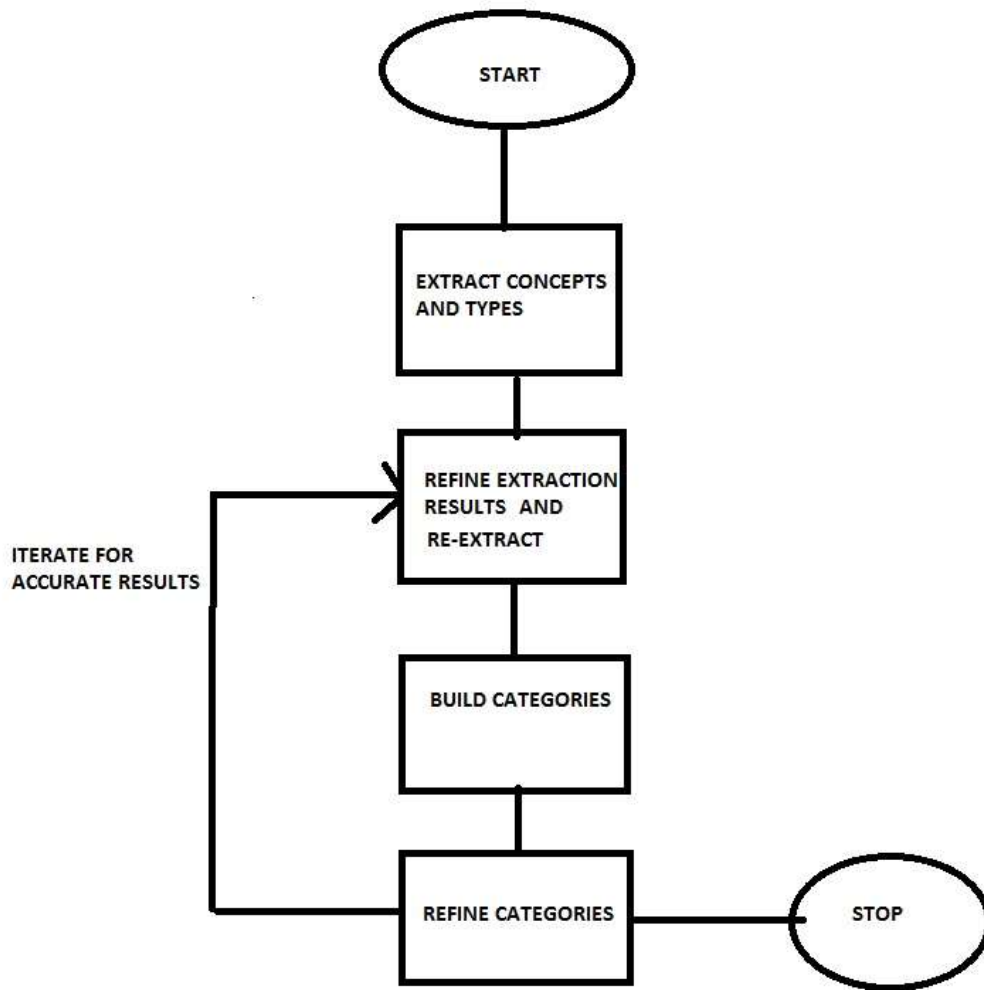 START
EXTRACT CONCEPTS
AND TYPES
REFINE EXTRACTION
RESULTS AND
RE-EXTRACT
ITERATE FOR
ACCURATE RESULTS
BUILD CATEGORIES
REFINE CATEGORIES
STOP